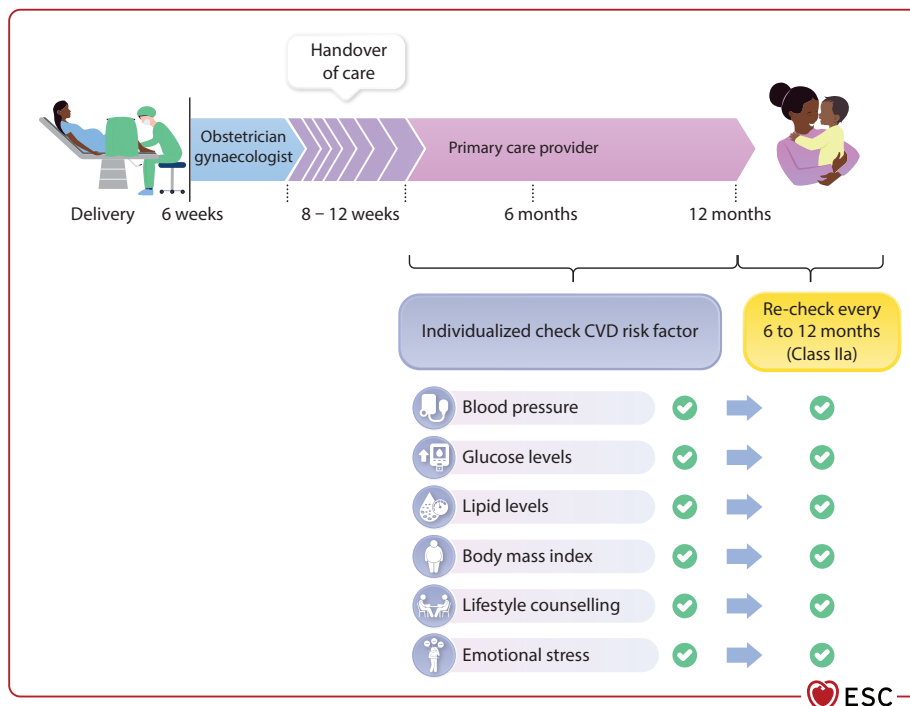 Handover
of care
Obstetrician
gynaecologist
Primary care provider
Delivery
6 weeks
8 – 12 weeks
6 months
12 months
Individualized check CVD risk factor
Re-check every
6 to 12 months
(Class IIa)
Blood pressure
Glucose levels
Lipid levels
Body mass index
Lifestyle counselling
Emotional stress
ESC